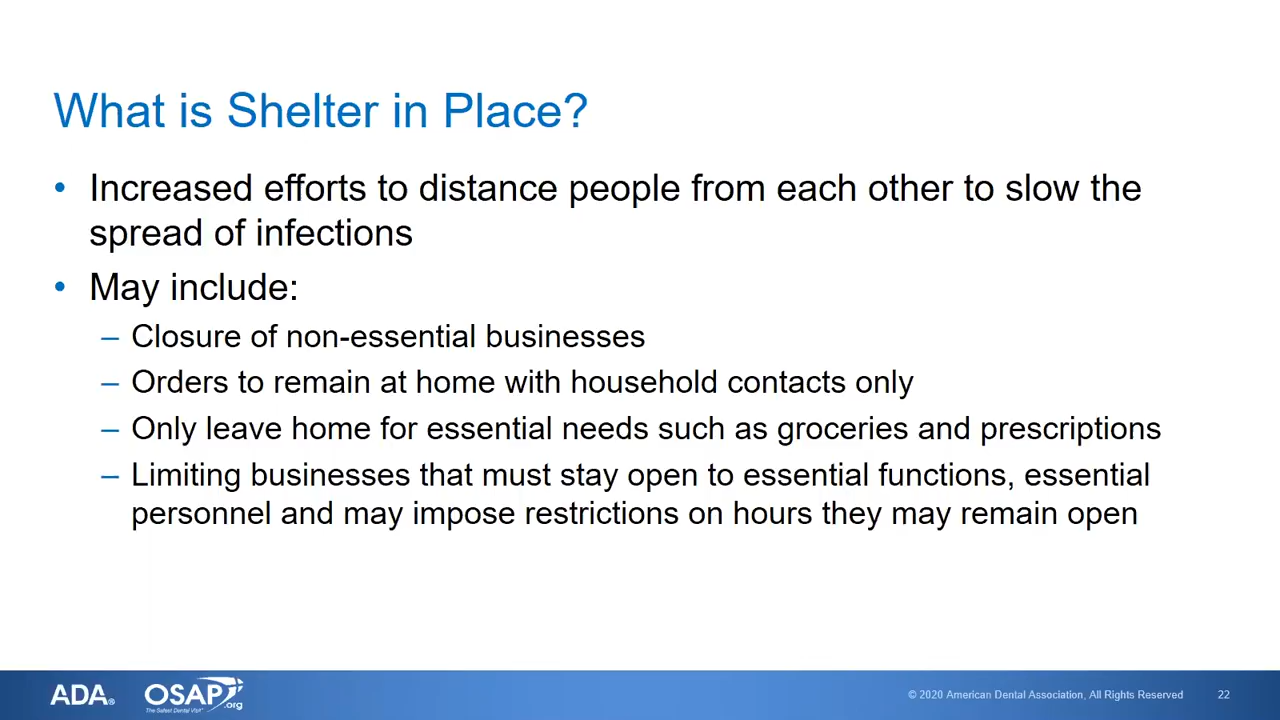 What is Shelter in Place?
• Increased efforts to distance people from each other to slow the
spread of infections
• May include:
– Closure of non-essential businesses
– Orders to remain at home with household contacts only
– Only leave home for essential needs such as groceries and prescriptions
– Limiting businesses that must stay open to essential functions, essential
personnel and may impose restrictions on hours they may remain open
ADA®
OSAP.org
The Safest Dental Visit™
© 2020 American Dental Association, All Rights Reserved
22